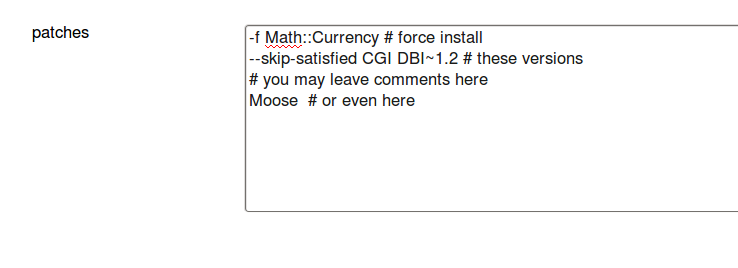 patches
-f Math::Currency # force install
--skip-satisfied CGI DBI~1.2 # these versions
# you may leave comments here
Moose  # or even here